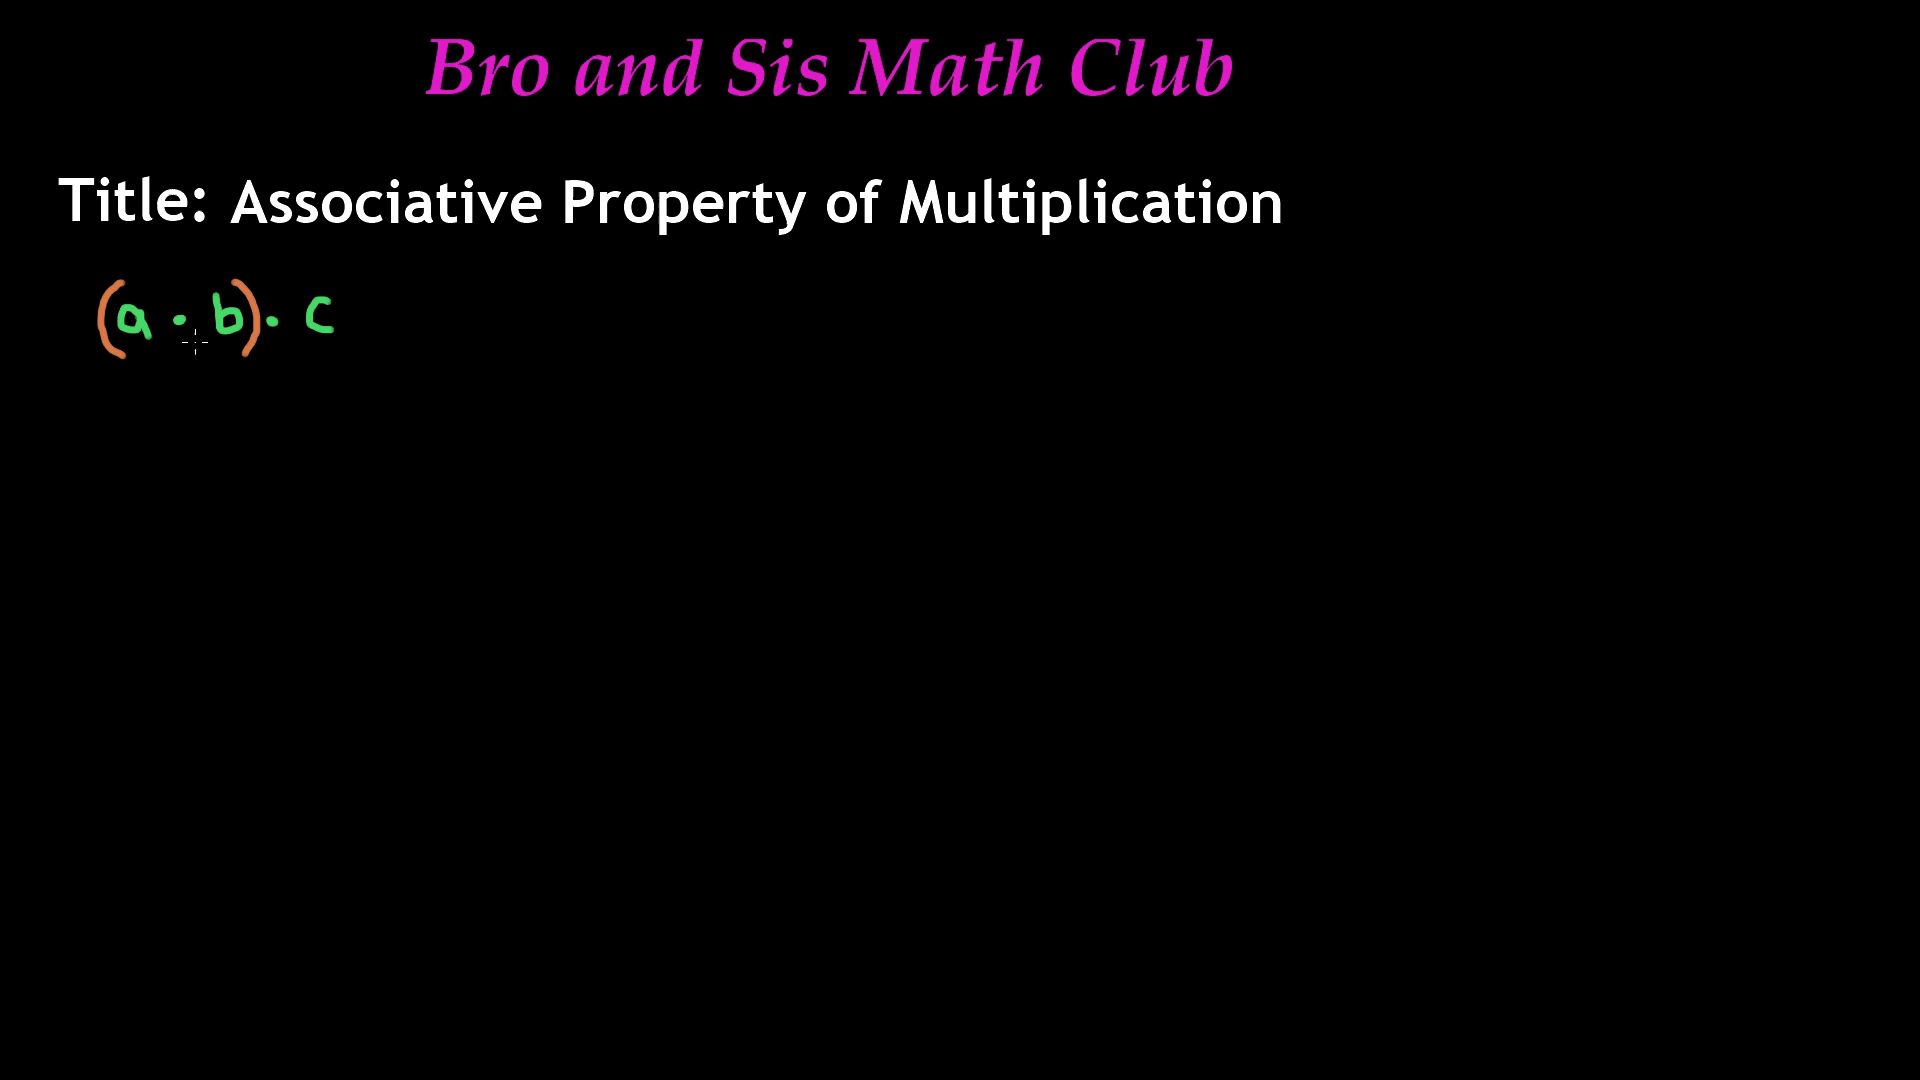 Bro and Sis Math Club
Title: Associative Property of Multiplication
(a · b) · c